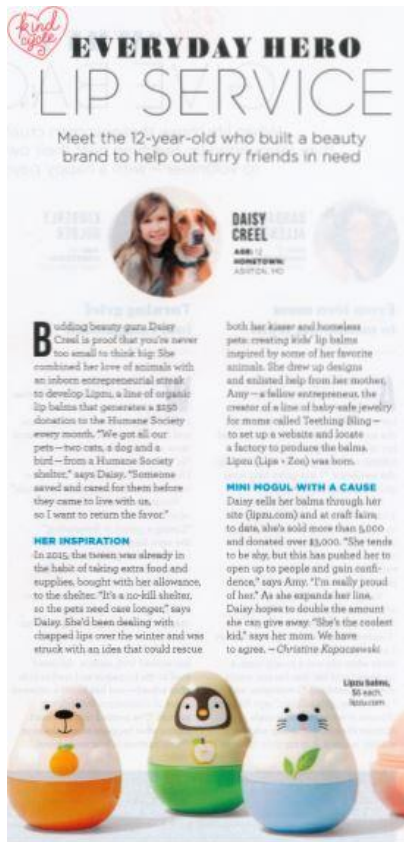 kind
cycle
EVERYDAY HERO
LIP SERVICE
Meet the 12-year-old who built a beauty
brand to help out furry friends in need
DAISY
CREEL
AGE: 12
HOMETOWN:
ASHTON, MD
Budding beauty guru Daisy
Creel is proof that you're never
too small to think big: She
combined her love of animals with
an inborn entrepreneurial streak
to develop Lipzu, a line of organic
lip balms that generates a $250
donation to the Humane Society
every month. "We got all our
pets—two cats, a dog and a
bird—from a Humane Society
shelter," says Daisy. "Someone
saved and cared for them before
they came to live with us,
so I want to return the favor."
HER INSPIRATION
In 2015, the tween was already in
the habit of taking extra food and
supplies, bought with her allowance,
to the shelter. "It's a no-kill shelter,
so the pets need care longer," says
Daisy. She'd been dealing with
chapped lips over the winter and was
struck with an idea that could rescue
both her kisser and homeless
pets: creating kids' lip balms
inspired by some of her favorite
animals. She drew up designs
and enlisted help from her mother,
Amy—a fellow entrepreneur, the
creator of a line of baby-safe jewelry
for moms called Teething Bling—
to set up a website and locate
a factory to produce the balms.
Lipzu (Lips + Zoo) was born.
MINI MOGUL WITH A CAUSE
Daisy sells her balms through her
site (lipzu.com) and at craft fairs;
to date, she's sold more than 5,000
and donated over $3,000. "She tends
to be shy, but this has pushed her to
open up to people and gain confi-
dence," says Amy. "I'm really proud
of her." As she expands her line,
Daisy hopes to double the amount
she can give away. "She's the coolest
kid," says her mom. We have
to agree. —Christine Kapaczewski
Lipzu balms,
$6 each,
lipzu.com